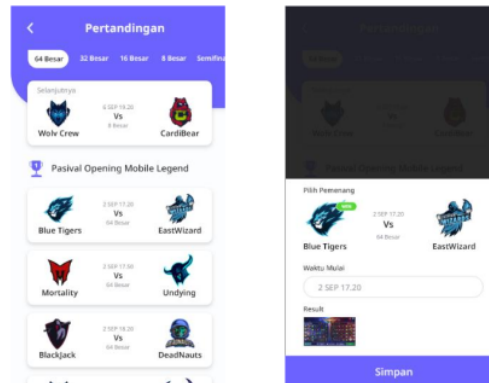 Pertandingan
64 Besar 32 Besar 16 Besar 8 Besar Semifina
Selanjutnya
6 SEP 19.20
Vs
8 Besar
Wolv Crew CardiBear
Pasival Opening Mobile Legend
2 SEP 17.20
Vs
64 Besar
Blue Tigers EastWizard
2 SEP 17.50
Vs
64 Besar
Mortality Undying
2 SEP 18.20
Vs
64 Besar
BlackJack DeadNauts
Pertandingan
Wolv Crew CardiBear
Pasival Opening Mobile Legend
Pilih Pemenang
2 SEP 17.20
Vs
64 Besar
Blue Tigers EastWizard
Waktu Mulai
2 SEP 17.20
Result
Simpan